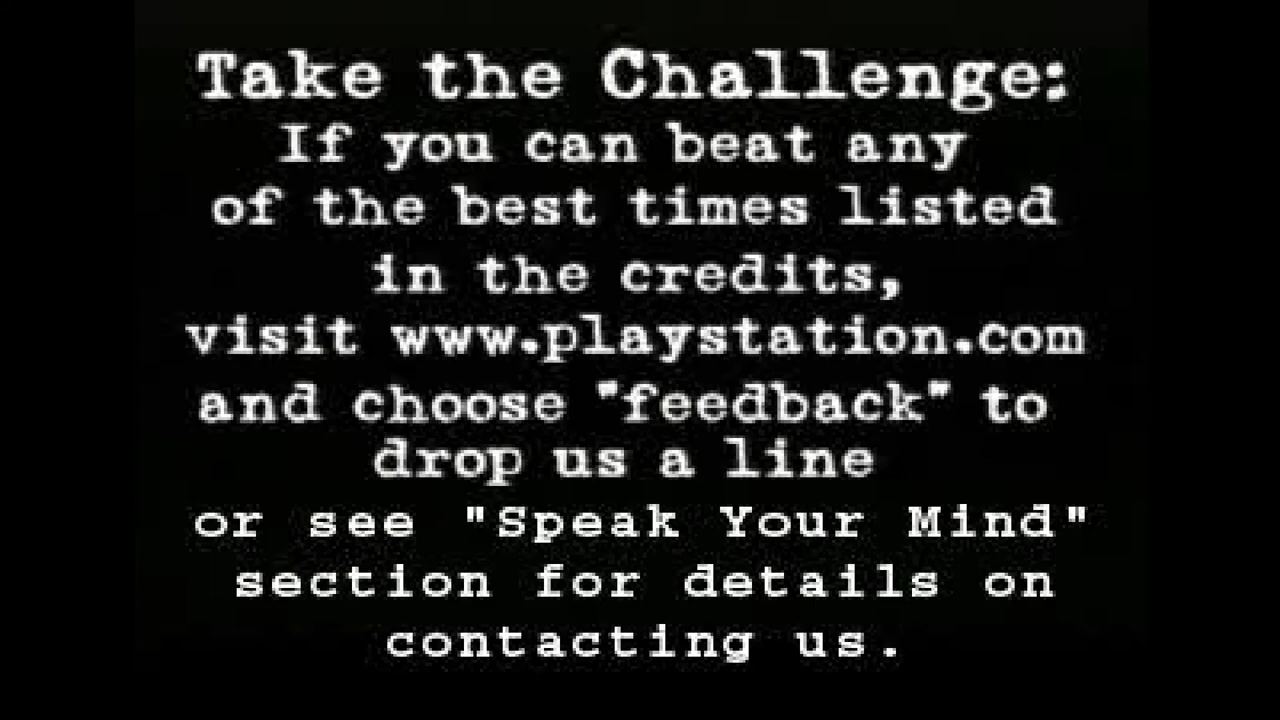 Take the Challenge:
If you can beat any
of the best times listed
in the credits,
visit www.playstation.com
and choose "feedback" to
drop us a line
or see "Speak Your Mind"
section for details on
contacting us.